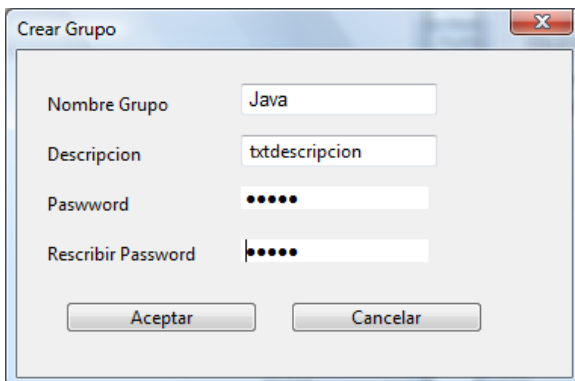 Crear Grupo
Nombre Grupo Java
Descripcion txtdescripcion
Paswword •••••
Rescribir Password •••••
Aceptar Cancelar